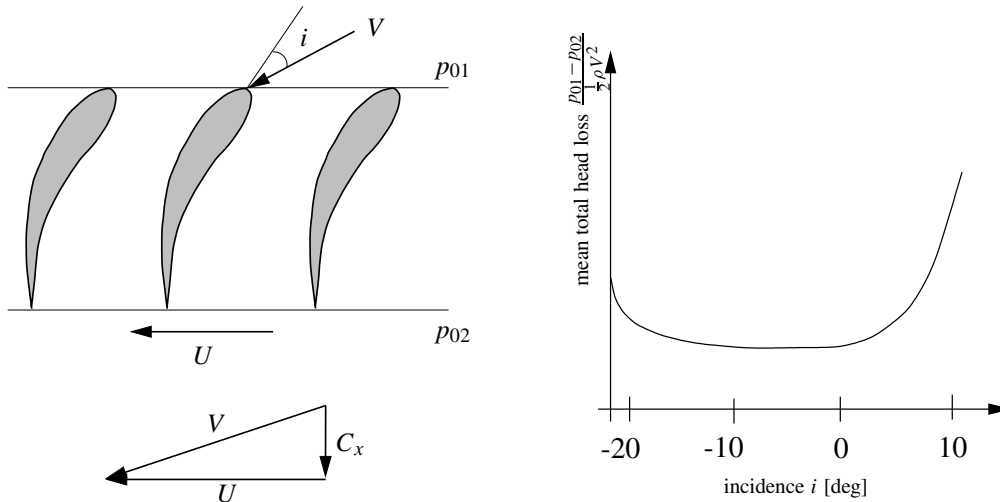 i
V
p01
p02
U
V
Cx
U
mean total head loss p01−p02 / ½ρV²
-20 -10 0 10
incidence i [deg]